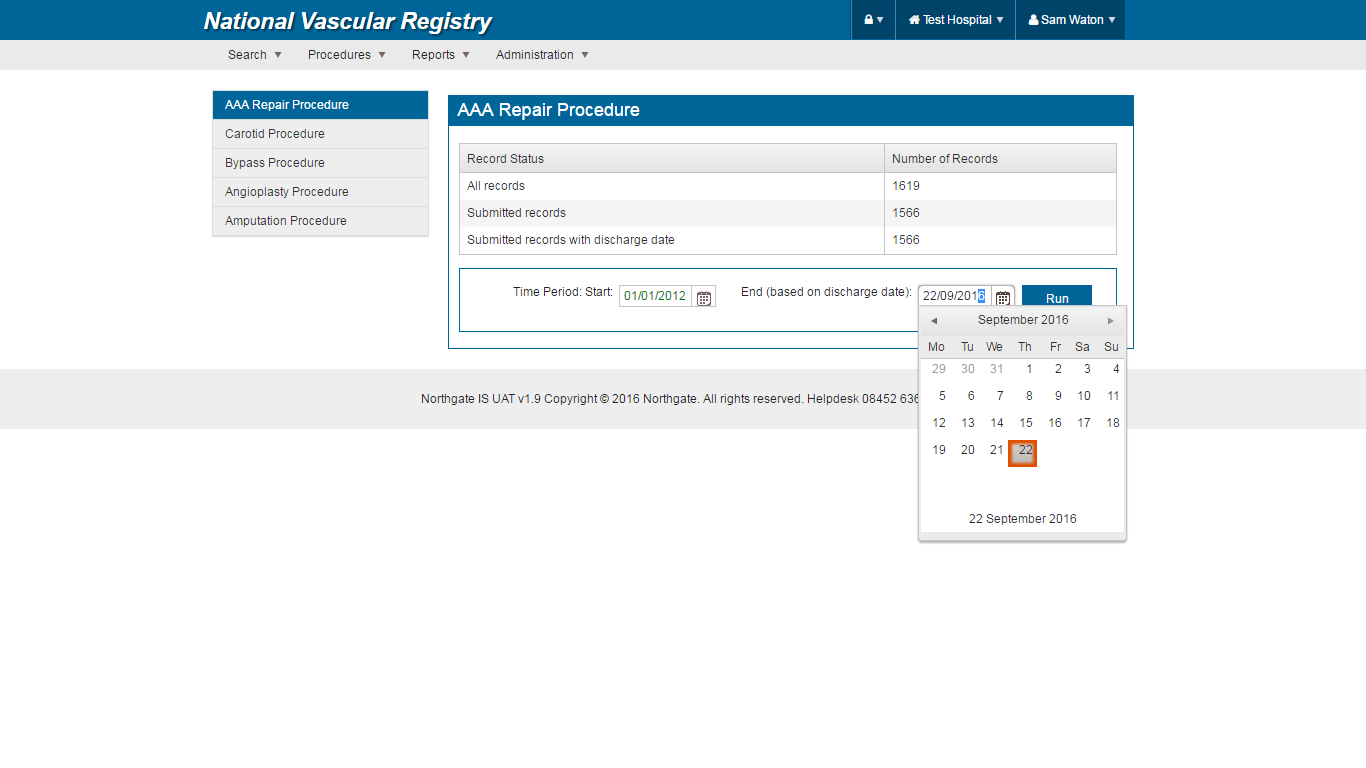 National Vascular Registry
Test Hospital
Sam Waton
Search Procedures Reports Administration
AAA Repair Procedure
Carotid Procedure
Bypass Procedure
Angioplasty Procedure
Amputation Procedure
AAA Repair Procedure
Record Status Number of Records
All records 1619
Submitted records 1566
Submitted records with discharge date 1566
Time Period: Start: 01/01/2012 End (based on discharge date): 22/09/2016 Run
September 2016
Mo Tu We Th Fr Sa Su
29 30 31 1 2 3 4
5 6 7 8 9 10 11
12 13 14 15 16 17 18
19 20 21 22
22 September 2016
Northgate IS UAT v1.9 Copyright © 2016 Northgate. All rights reserved. Helpdesk 08452 636